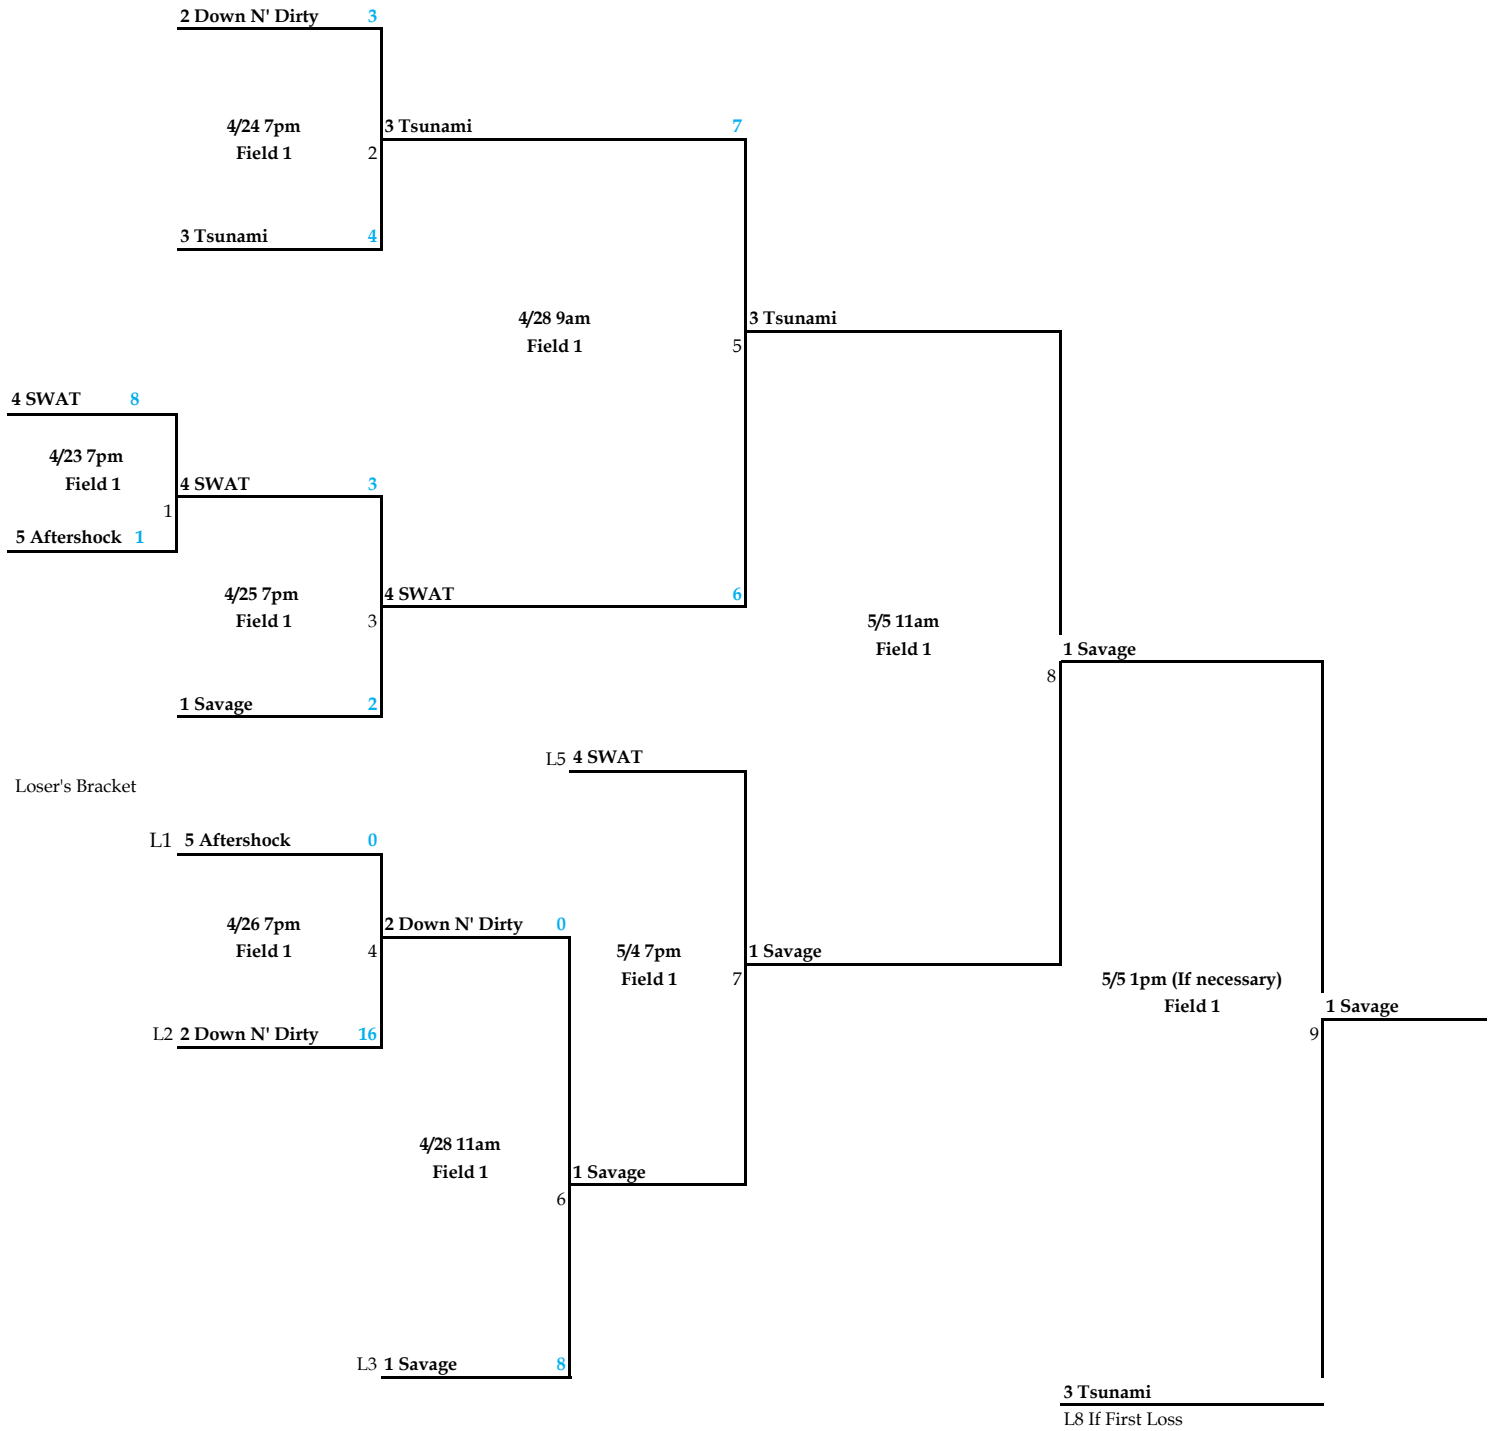 2 Down N' Dirty 3
4/24 7pm
Field 1
2
3 Tsunami 7
3 Tsunami 4
4/28 9am
Field 1
5
3 Tsunami
4 SWAT 8
4/23 7pm
Field 1
1
5 Aftershock 1
4 SWAT 3
4/25 7pm
Field 1
3
4 SWAT 6
1 Savage 2
5/5 11am
Field 1
8
1 Savage
L5 4 SWAT
Loser's Bracket
L1 5 Aftershock 0
4/26 7pm
Field 1
4
2 Down N' Dirty 0
L2 2 Down N' Dirty 16
5/4 7pm
Field 1
7
1 Savage
5/5 1pm (If necessary)
Field 1
9
1 Savage
4/28 11am
Field 1
6
1 Savage
L3 1 Savage 8
3 Tsunami
L8 If First Loss